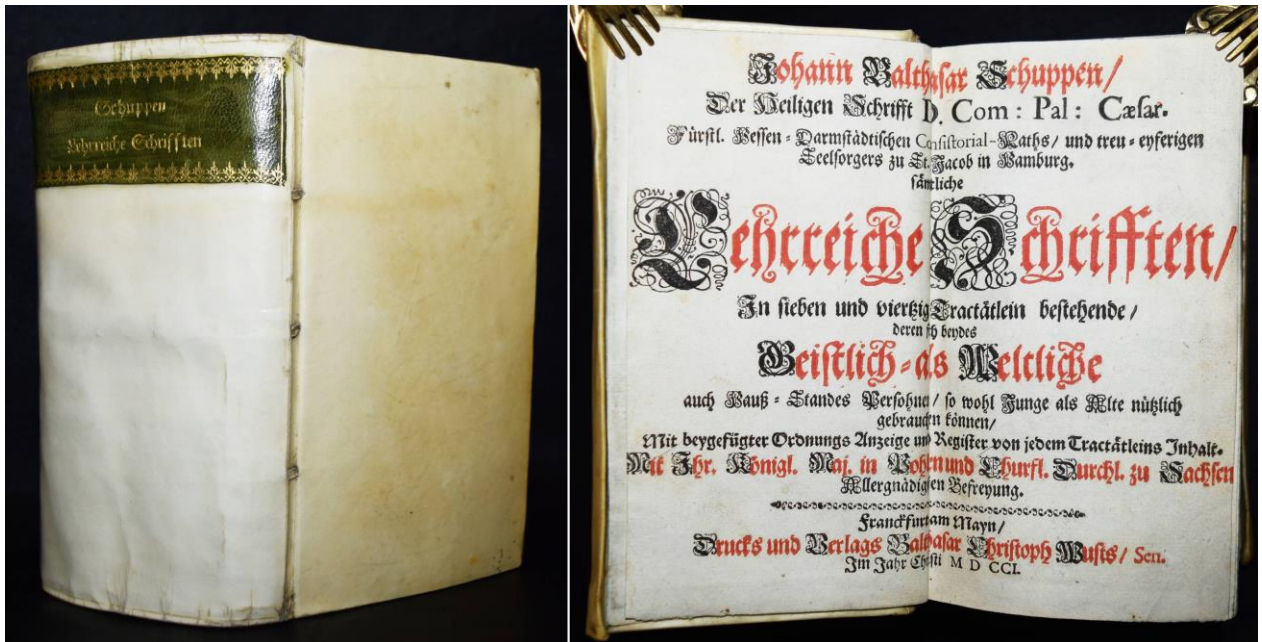 Schuppen
Lehrreiche Schrifften
Johann Balthasar Schuppen/
Der Heiligen Schrifft D. Com: Pal: Cæsar.
Fürstl. Hessen-Darmstädtischen Consistorial-Raths/ und treu-eyferigen
Seelsorgers zu St. Jacob in Hamburg.
sämtliche
Lehrreiche Schrifften/
In sieben und viertzig Tractätlein bestehende/
deren sich beydes
Geistlich-als Weltliche
auch Hauß-Standes Persohnen/ so wohl Junge als Alte nützlich
gebrauchen können/
Mit beygefügter Ordnungs Anzeige und Register von jedem Tractätleins Inhalt.
Mit Ihr. Königl. Maj. in Pohlen und Churfl. Durchl. zu Sachsen
Allergnädigsten Befreyung.
Franckfurt am Mayn/
Drucks und Verlags Balthasar Christoph Wusts/ Sen.
Im Jahr Christi M D CCI.